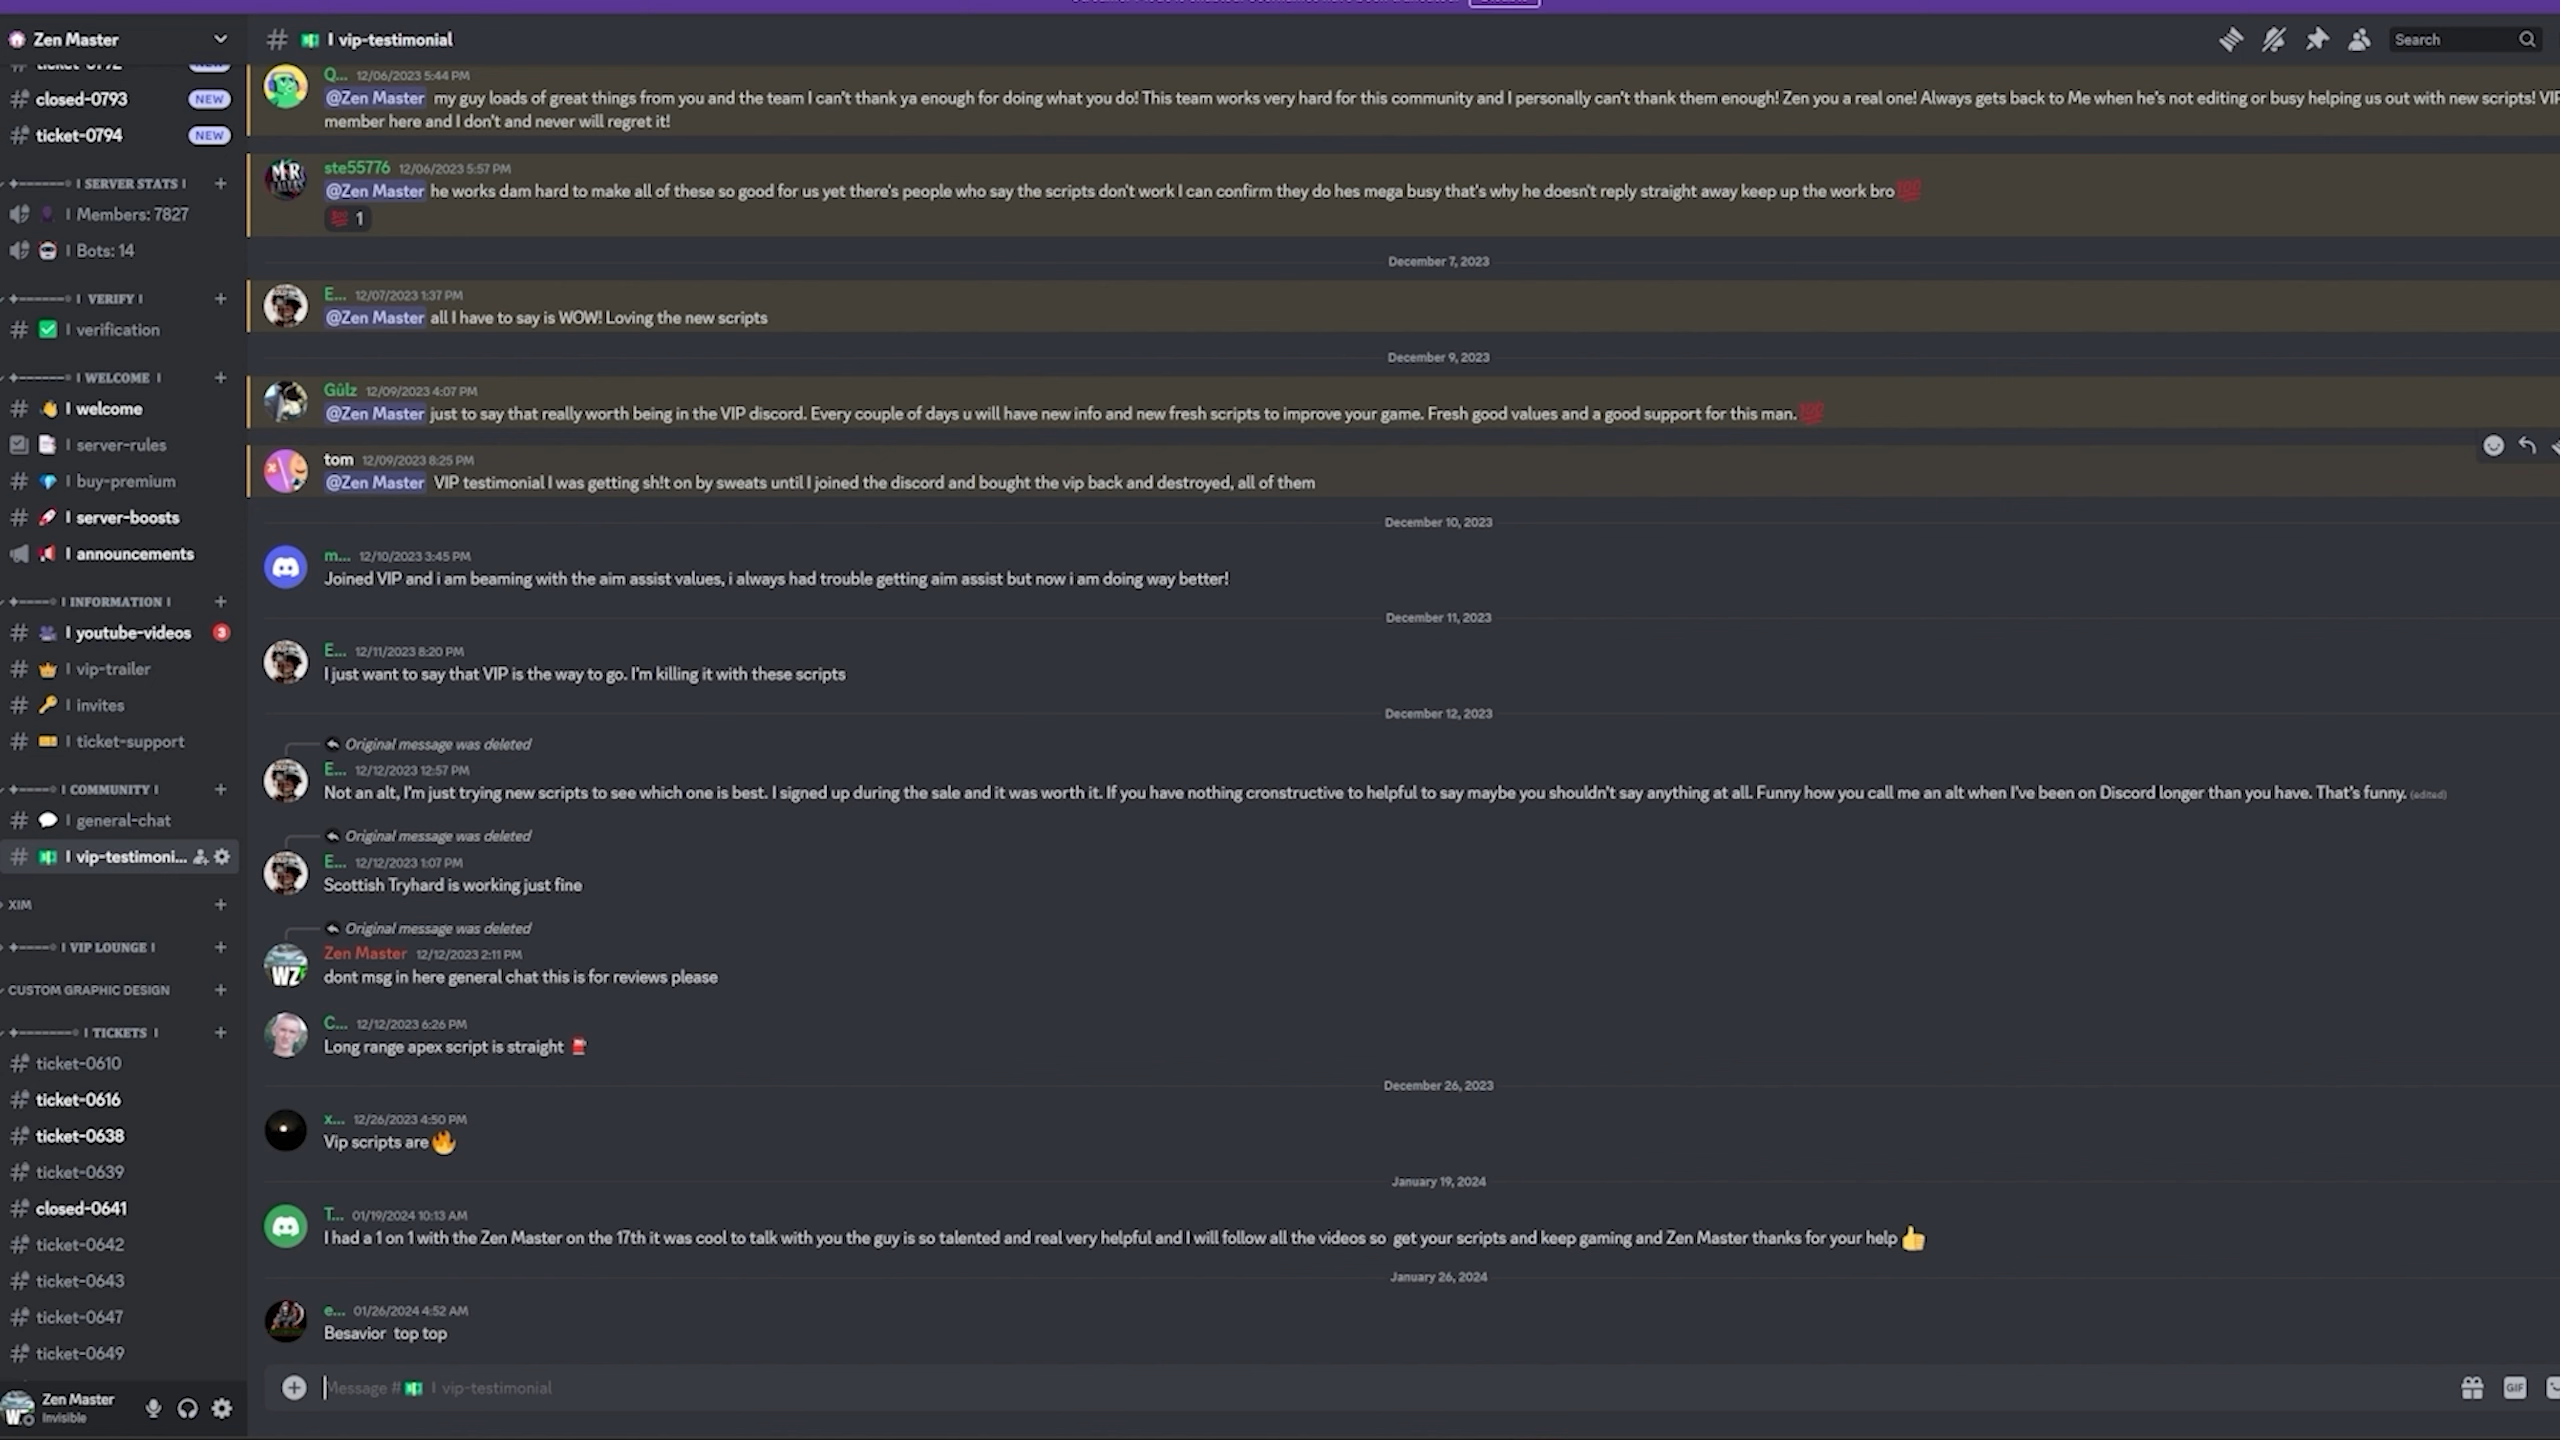 Zen Master
ticket-0792
NEW
closed-0793
NEW
ticket-0794
NEW
I SERVER STATS I
I Members: 7827
I Bots: 14
I VERIFY I
I verification
I WELCOME I
I welcome
I server-rules
I buy-premium
I server-boosts
I announcements
I INFORMATION I
I youtube-videos 3
I vip-trailer
I invites
I ticket-support
I COMMUNITY I
I general-chat
I vip-testimoni...
XIM
I VIP LOUNGE I
CUSTOM GRAPHIC DESIGN
I TICKETS I
ticket-0610
ticket-0616
ticket-0638
ticket-0639
closed-0641
ticket-0642
ticket-0643
ticket-0647
ticket-0649
Zen Master
Invisible
# I vip-testimonial
Search
Q... 12/06/2023 5:44 PM
@Zen Master my guy loads of great things from you and the team I can't thank ya enough for doing what you do! This team works very hard for this community and I personally can't thank them enough! Zen you a real one! Always gets back to Me when he's not editing or busy helping us out with new scripts! VIP
member here and I don't and never will regret it!
ste55776 12/06/2023 5:57 PM
@Zen Master he works dam hard to make all of these so good for us yet there's people who say the scripts don't work I can confirm they do hes mega busy that's why he doesn't reply straight away keep up the work bro 💯
💯 1
December 7, 2023
E... 12/07/2023 1:37 PM
@Zen Master all I have to say is WOW! Loving the new scripts
December 9, 2023
Gûlz 12/09/2023 4:07 PM
@Zen Master just to say that really worth being in the VIP discord. Every couple of days u will have new info and new fresh scripts to improve your game. Fresh good values and a good support for this man. 💯
tom 12/09/2023 8:25 PM
@Zen Master VIP testimonial I was getting sh!t on by sweats until I joined the discord and bought the vip back and destroyed, all of them
December 10, 2023
m... 12/10/2023 3:45 PM
Joined VIP and i am beaming with the aim assist values, i always had trouble getting aim assist but now i am doing way better!
December 11, 2023
E... 12/11/2023 8:20 PM
I just want to say that VIP is the way to go. I'm killing it with these scripts
December 12, 2023
Original message was deleted
E... 12/12/2023 12:57 PM
Not an alt, I'm just trying new scripts to see which one is best. I signed up during the sale and it was worth it. If you have nothing cronstructive to helpful to say maybe you shouldn't say anything at all. Funny how you call me an alt when I've been on Discord longer than you have. That's funny. (edited)
Original message was deleted
E... 12/12/2023 1:07 PM
Scottish Tryhard is working just fine
Original message was deleted
Zen Master 12/12/2023 2:11 PM
dont msg in here general chat this is for reviews please
C... 12/12/2023 6:26 PM
Long range apex script is straight
December 26, 2023
x... 12/26/2023 4:50 PM
Vip scripts are 🔥
January 19, 2024
T... 01/19/2024 10:13 AM
I had a 1 on 1 with the Zen Master on the 17th it was cool to talk with you the guy is so talented and real very helpful and I will follow all the videos so get your scripts and keep gaming and Zen Master thanks for your help 👍
January 26, 2024
e... 01/26/2024 4:52 AM
Besavior top top
Message # I vip-testimonial
GIF